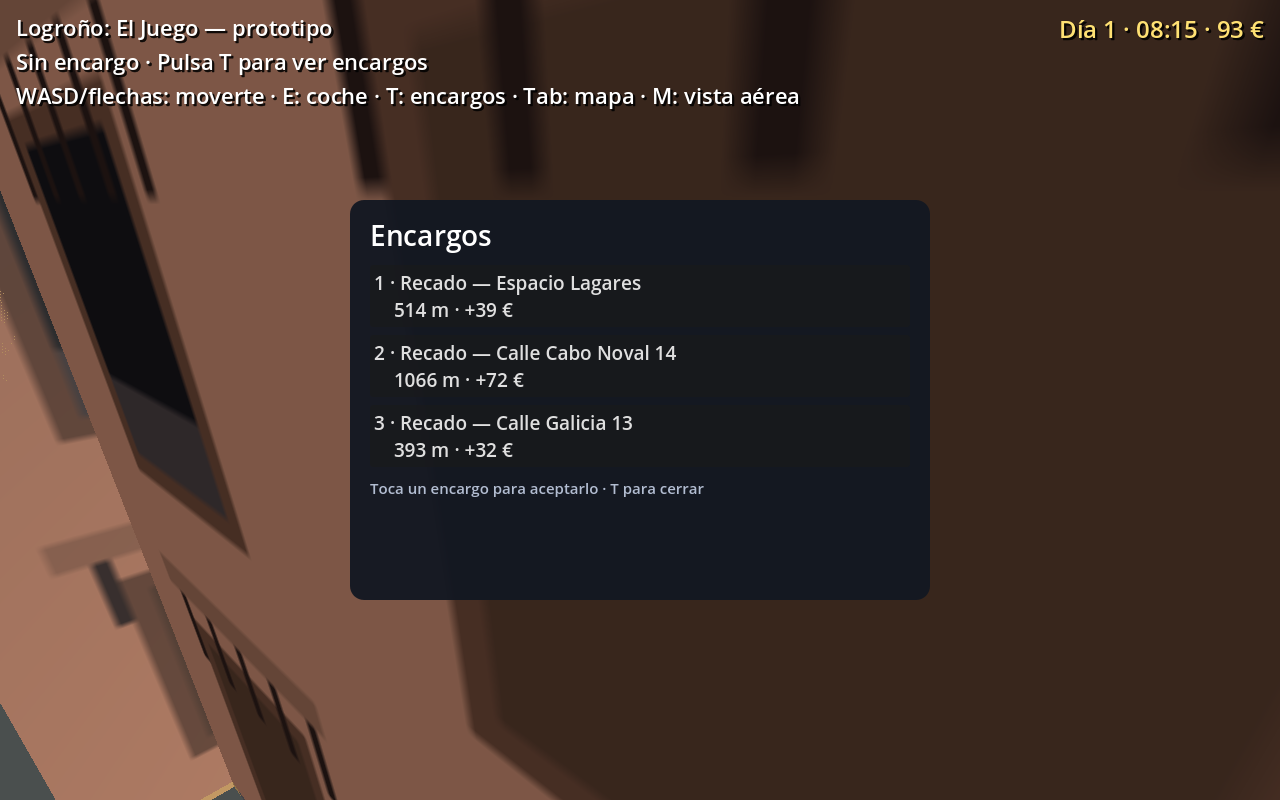 Logroño: El Juego — prototipo
Día 1 · 08:15 · 93 €
Sin encargo · Pulsa T para ver encargos
WASD/flechas: moverte · E: coche · T: encargos · Tab: mapa · M: vista aérea
Encargos
1 · Recado — Espacio Lagares
514 m · +39 €
2 · Recado — Calle Cabo Noval 14
1066 m · +72 €
3 · Recado — Calle Galicia 13
393 m · +32 €
Toca un encargo para aceptarlo · T para cerrar